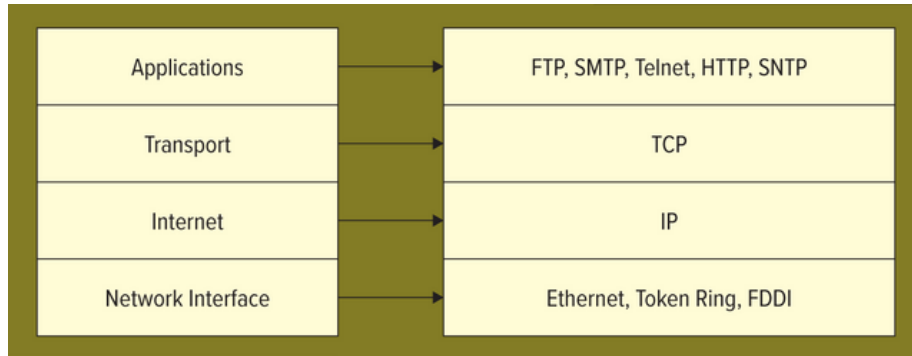 Applications
FTP, SMTP, Telnet, HTTP, SNTP
Transport
TCP
Internet
IP
Network Interface
Ethernet, Token Ring, FDDI